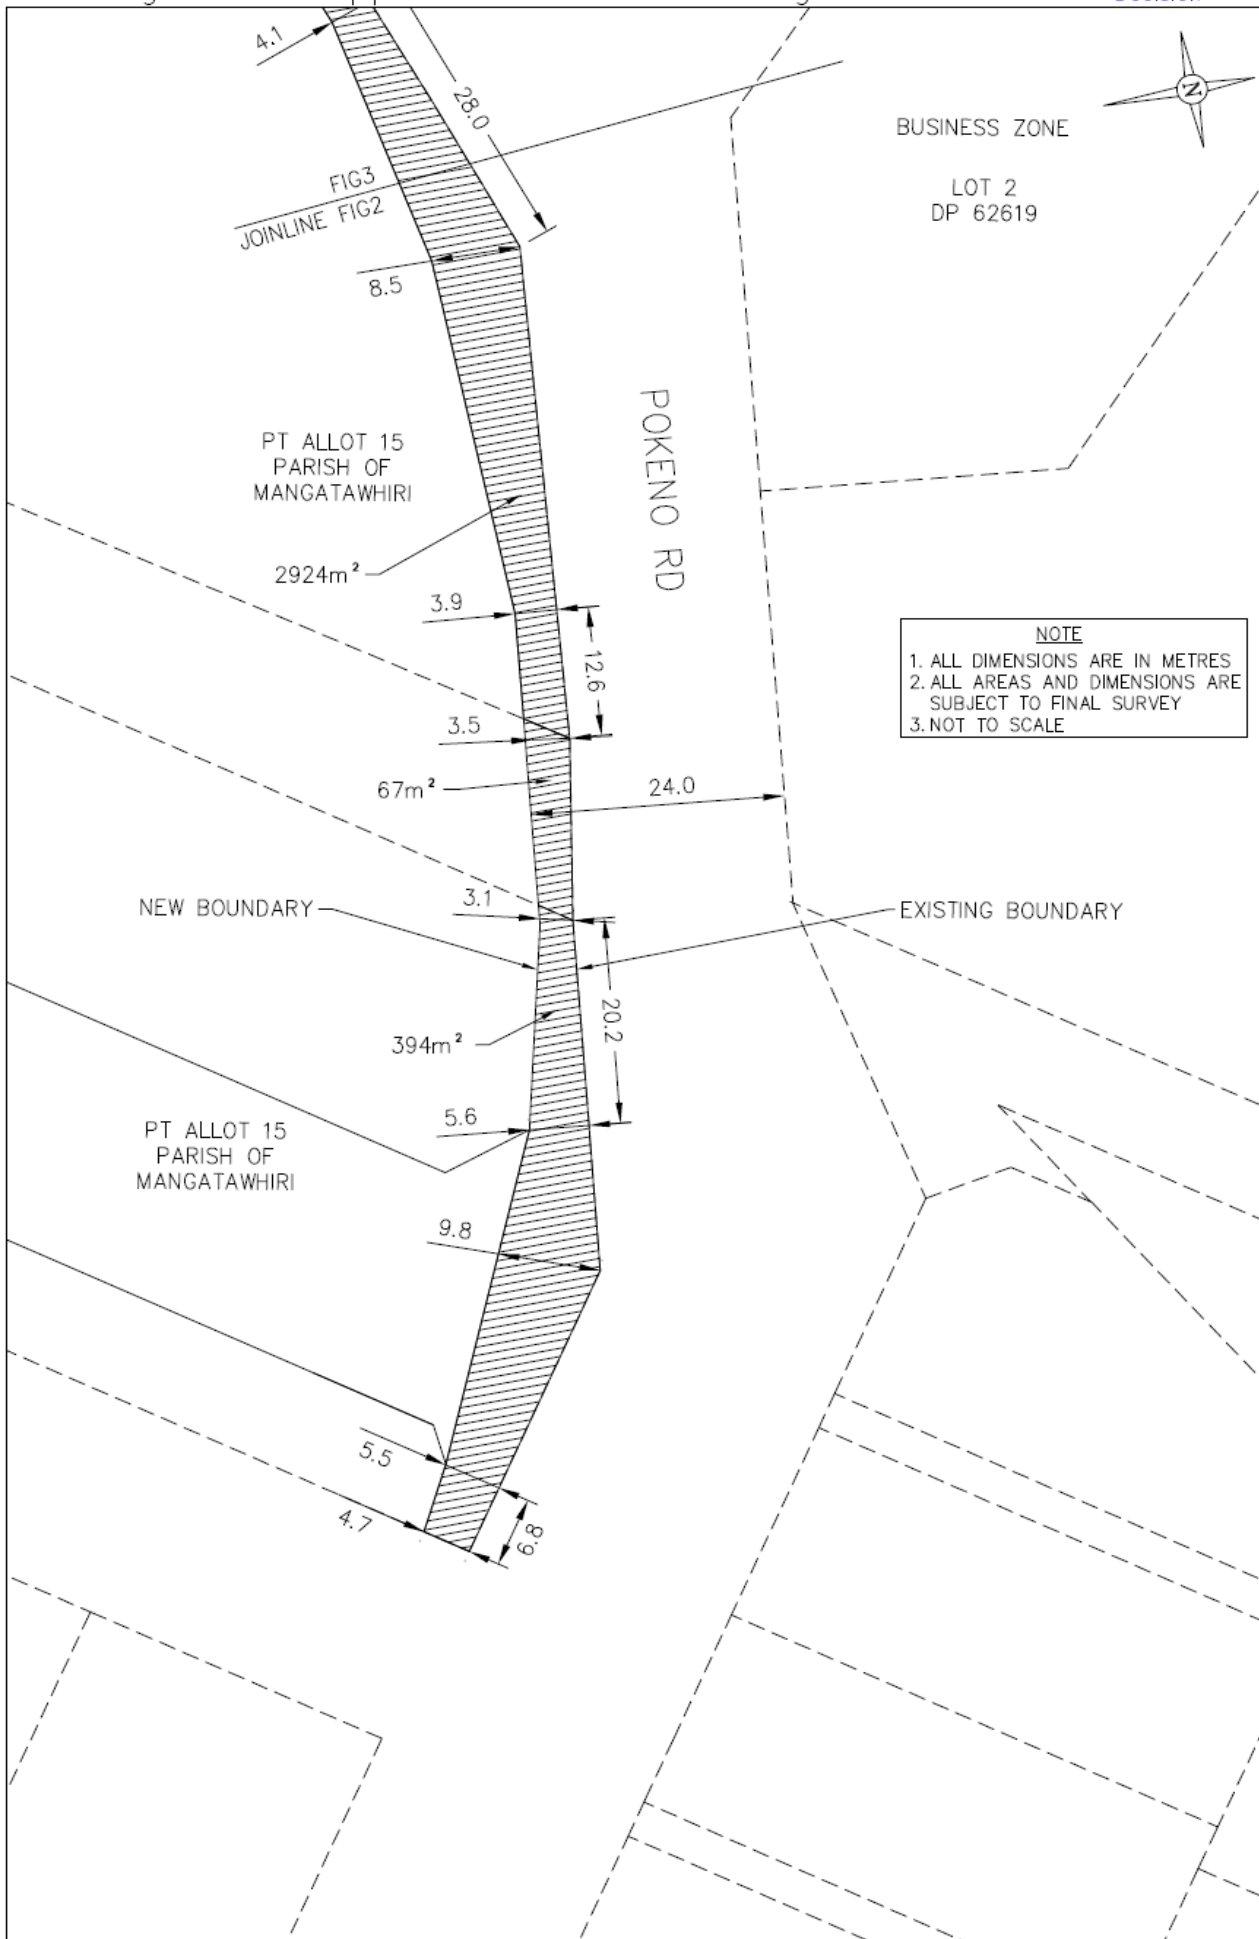 4.1
28.0
N
BUSINESS ZONE
LOT 2
DP 62619
FIG3
JOINLINE FIG2
8.5
POKENO RD
PT ALLOT 15
PARISH OF
MANGATAWHIRI
2924m²
3.9
12.6
NOTE
1. ALL DIMENSIONS ARE IN METRES
2. ALL AREAS AND DIMENSIONS ARE
SUBJECT TO FINAL SURVEY
3. NOT TO SCALE
3.5
67m²
24.0
3.1
NEW BOUNDARY
EXISTING BOUNDARY
20.2
394m²
5.6
PT ALLOT 15
PARISH OF
MANGATAWHIRI
9.8
5.5
4.7
6.8